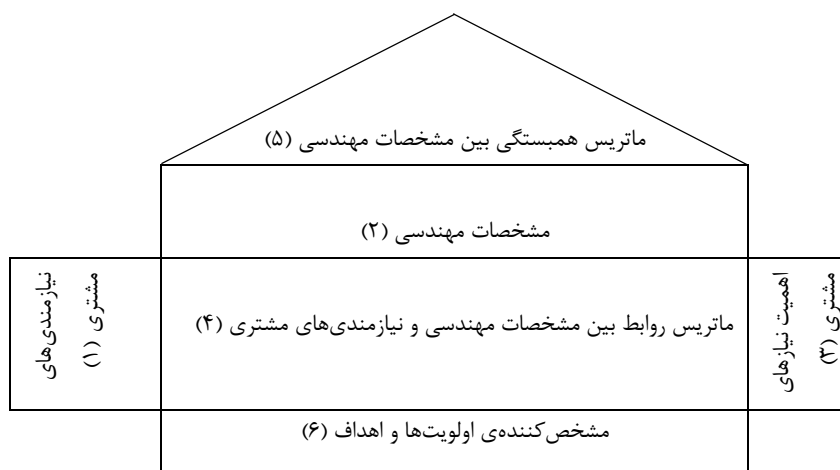 ماتریس همبستگی بین مشخصات مهندسی (۵)
مشخصات مهندسی (۲)
نیازمندی‌های
مشتری (۱)
ماتریس روابط بین مشخصات مهندسی و نیازمندی‌های مشتری (۴)
اهمیت نیازهای
مشتری (۳)
مشخص‌کننده‌ی اولویت‌ها و اهداف (۶)